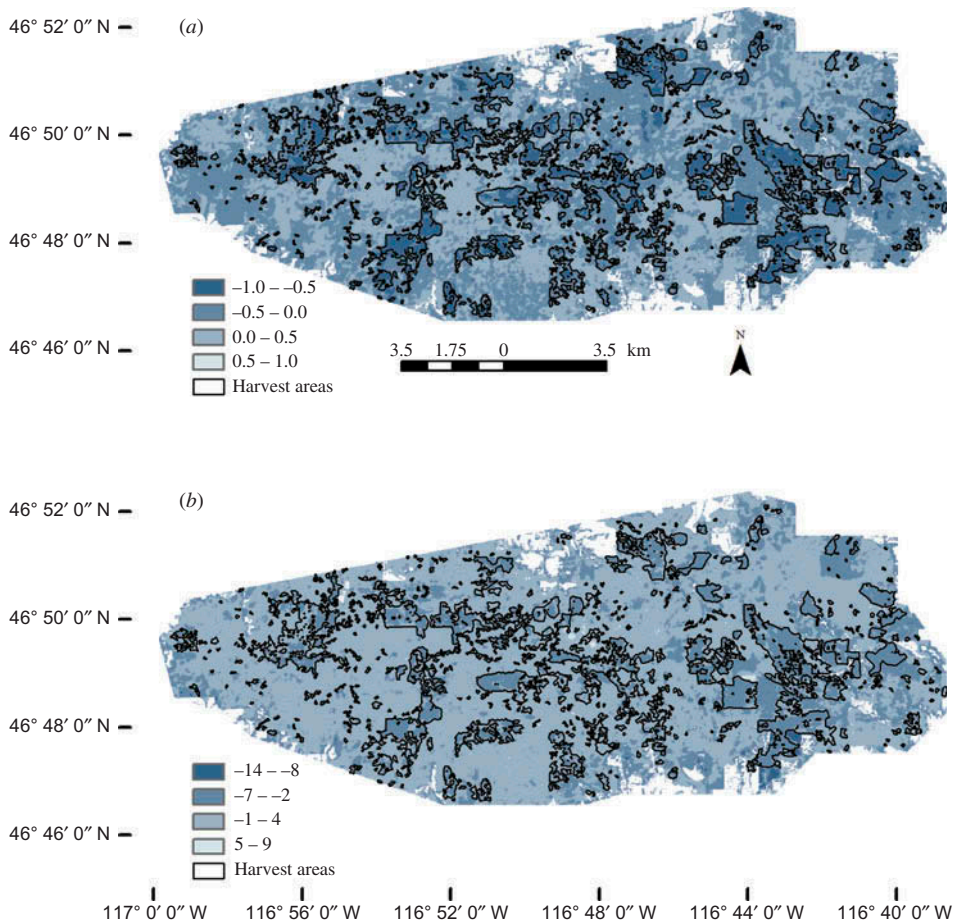 (a)
46° 52′ 0″ N
46° 50′ 0″ N
46° 48′ 0″ N
46° 46′ 0″ N
–1.0 – –0.5
–0.5 – 0.0
0.0 – 0.5
0.5 – 1.0
Harvest areas
3.5 1.75 0 3.5 km
N
(b)
46° 52′ 0″ N
46° 50′ 0″ N
46° 48′ 0″ N
46° 46′ 0″ N
–14 – –8
–7 – –2
–1 – 4
5 – 9
Harvest areas
117° 0′ 0″ W 116° 56′ 0″ W 116° 52′ 0″ W 116° 48′ 0″ W 116° 44′ 0″ W 116° 40′ 0″ W